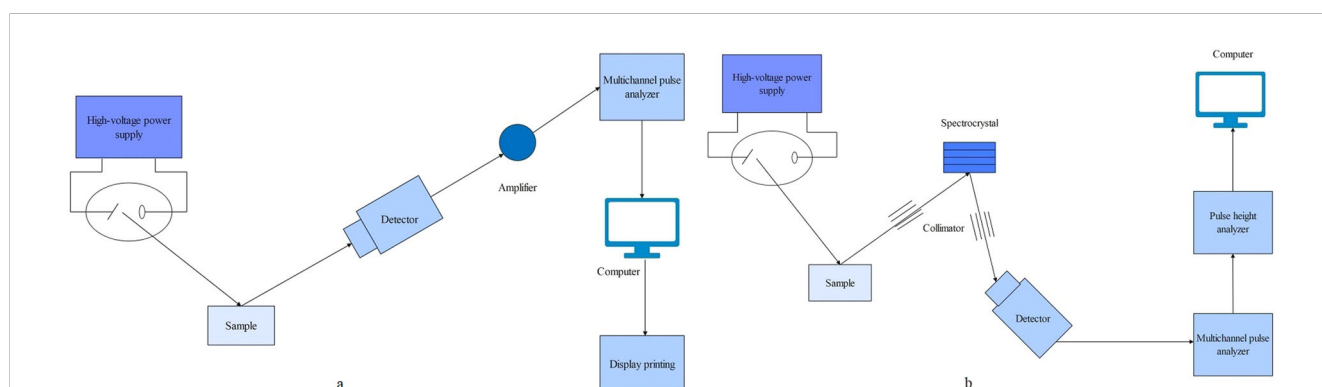 High-voltage power
supply
Sample
Detector
Amplifier
Multichannel pulse
analyzer
Computer
Display printing
a
High-voltage power
supply
Sample
Collimator
Spectrocrystal
Detector
Multichannel pulse
analyzer
Pulse height
analyzer
Computer
b